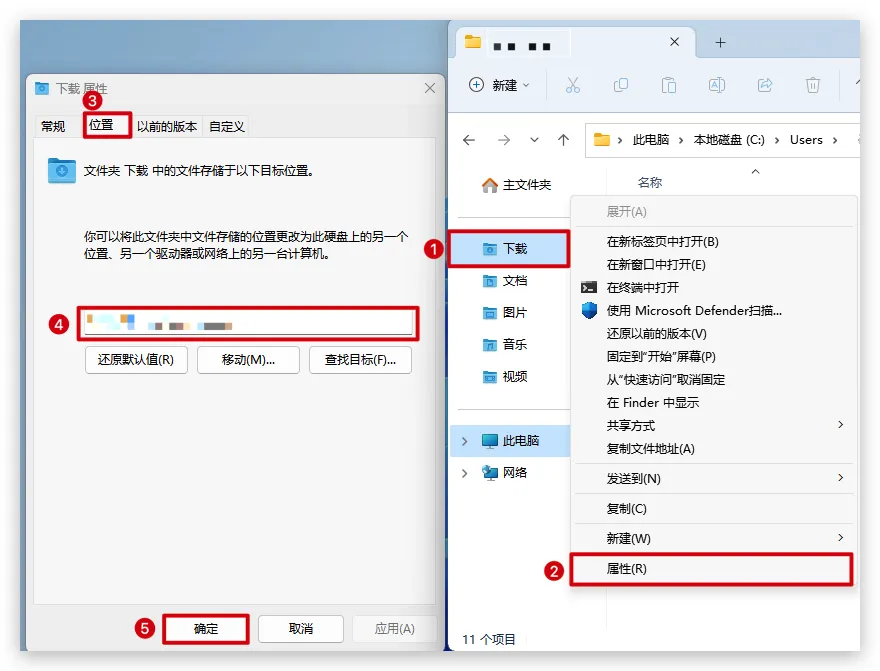 下载 属性
3
常规
位置
以前的版本
自定义
文件夹 下载 中的文件存储于以下目标位置。
你可以将此文件夹中文件存储的位置更改为此硬盘上的另一个
位置、另一个驱动器或网络上的另一台计算机。
4
还原默认值(R)
移动(M)...
查找目标(F)...
5
确定
取消
应用(A)
新建
此电脑
本地磁盘 (C:)
Users
主文件夹
名称
1
下载
文档
图片
音乐
视频
此电脑
网络
展开(A)
在新标签页中打开(B)
在新窗口中打开(E)
在终端中打开
使用 Microsoft Defender扫描...
还原以前的版本(V)
固定到"开始"屏幕(P)
从"快速访问"取消固定
在 Finder 中显示
共享方式
复制文件地址(A)
发送到(N)
复制(C)
新建(W)
2
属性(R)
11 个项目